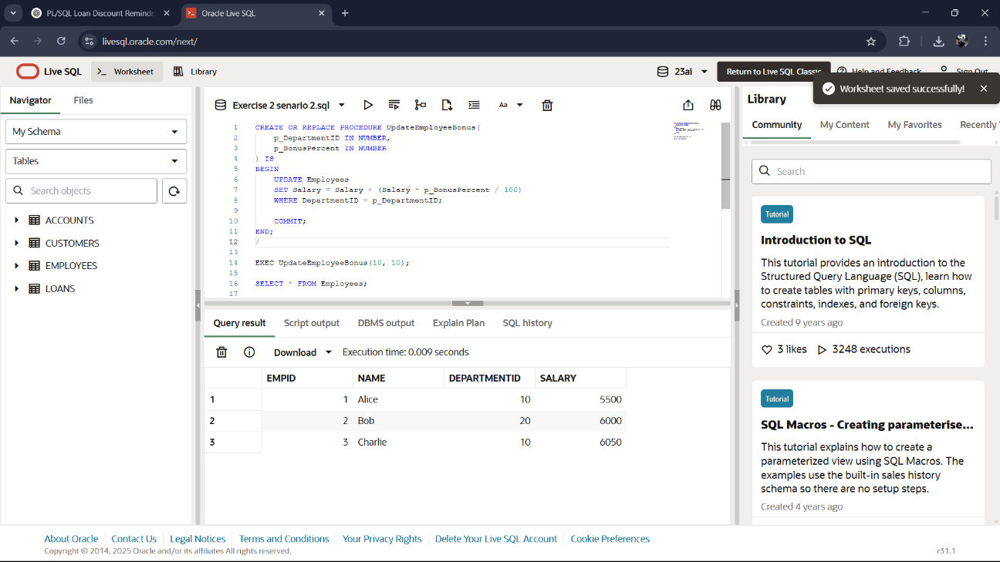 PL/SQL Loan Discount Reminde
Oracle Live SQL
livesql.oracle.com/next/
Live SQL
Worksheet
Library
23ai
Return to Live SQL Classic
Help and Feedback
Sign Out
Worksheet saved successfully!
Navigator
Files
My Schema
Tables
Search objects
ACCOUNTS
CUSTOMERS
EMPLOYEES
LOANS
Exercise 2 senario 2.sql
Aa
1 CREATE OR REPLACE PROCEDURE UpdateEmployeeBonus(
2 p_DepartmentID IN NUMBER,
3 p_BonusPercent IN NUMBER
4 ) IS
5 BEGIN
6 UPDATE Employees
7 SET Salary = Salary + (Salary * p_BonusPercent / 100)
8 WHERE DepartmentID = p_DepartmentID;
9
10 COMMIT;
11 END;
12 /
13
14 EXEC UpdateEmployeeBonus(10, 10);
15
16 SELECT * FROM Employees;
17
Query result
Script output
DBMS output
Explain Plan
SQL history
Download
Execution time: 0.009 seconds
EMPID NAME DEPARTMENTID SALARY
1 1 Alice 10 5500
2 2 Bob 20 6000
3 3 Charlie 10 6050
Library
Community
My Content
My Favorites
Recently
Search
Tutorial
Introduction to SQL
This tutorial provides an introduction to the
Structured Query Language (SQL), learn how
to create tables with primary keys, columns,
constraints, indexes, and foreign keys.
Created 9 years ago
3 likes
3248 executions
Tutorial
SQL Macros - Creating parameterise...
This tutorial explains how to create a
parameterized view using SQL Macros. The
examples use the built-in sales history
schema so there are no setup steps.
Created 4 years ago
About Oracle
Contact Us
Legal Notices
Terms and Conditions
Your Privacy Rights
Delete Your Live SQL Account
Cookie Preferences
Copyright © 2014, 2025 Oracle and/or its affiliates All rights reserved.
r31.1